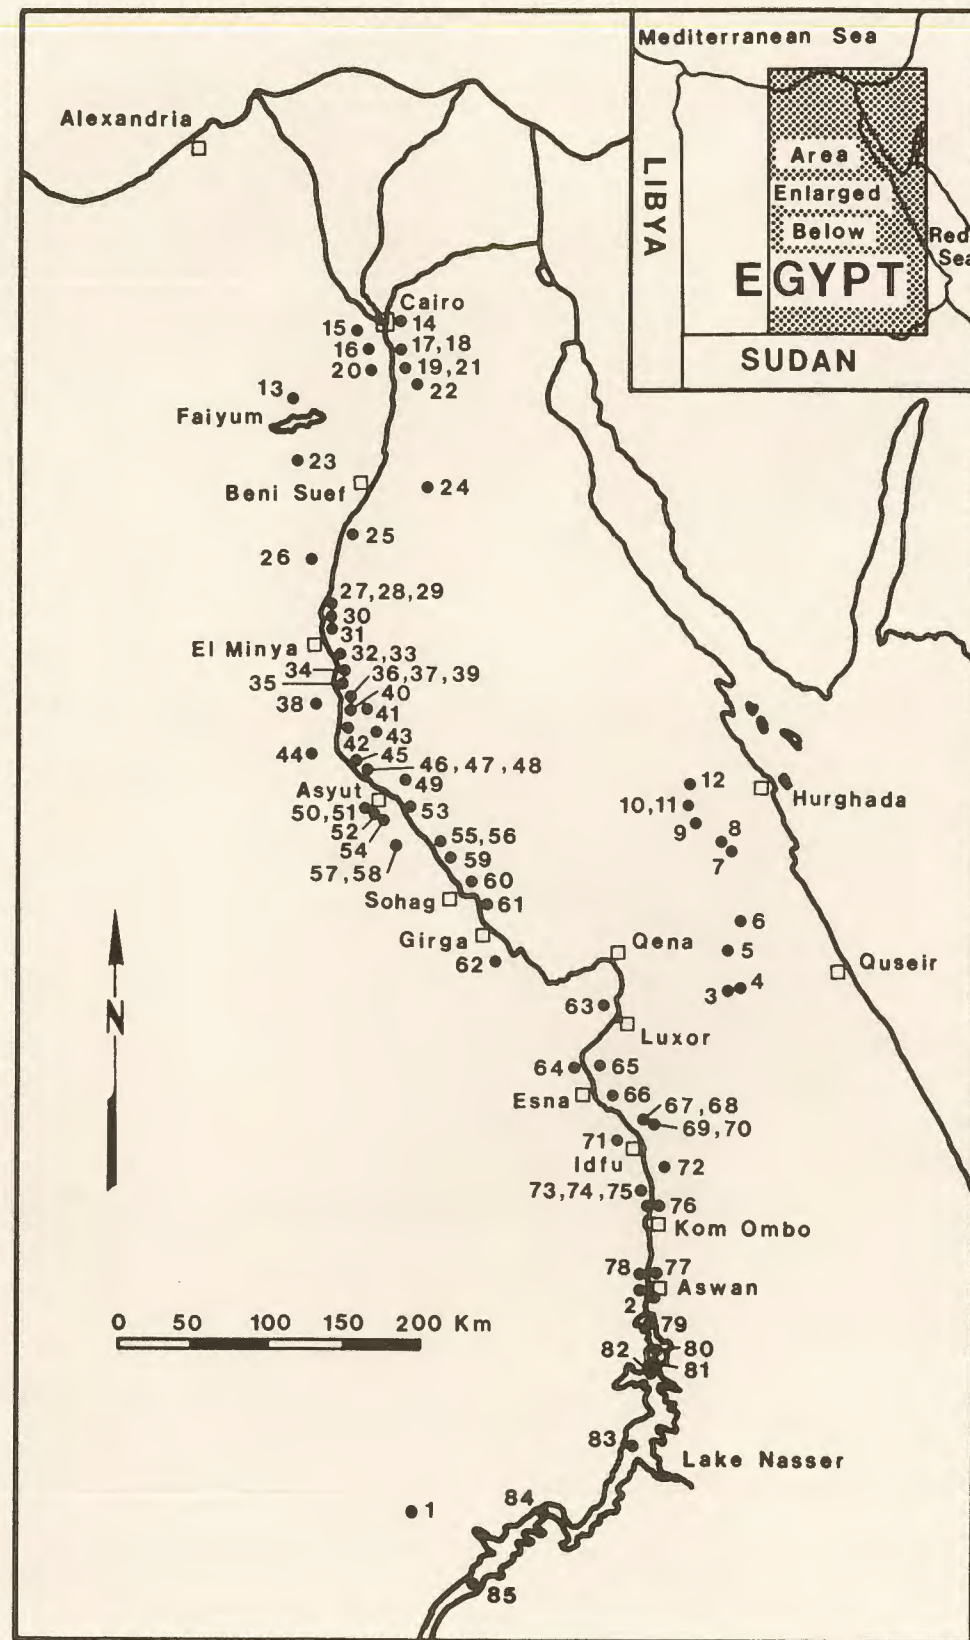 Mediterranean Sea
LIBYA
Area
Enlarged
Below
Red
Sea
EGYPT
SUDAN
Alexandria
Cairo
15
14
16
17,18
20
19,21
22
13
Faiyum
23
Beni Suef
24
25
26
27,28,29
30
31
El Minya
32,33
34
36,37,39
35
40
38
41
43
42
45
44
46,47,48
49
Asyut
50,51
53
52
54
55,56
57,58
59
60
Sohag
61
Girga
62
12
10,11
Hurghada
9
8
7
6
5
4
3
Qena
Quseir
63
Luxor
64
65
Esna
66
67,68
69,70
71
Idfu
72
73,74,75
76
Kom Ombo
78
77
Aswan
2
79
80
82
81
83
Lake Nasser
84
1
85
N
0 50 100 150 200 Km